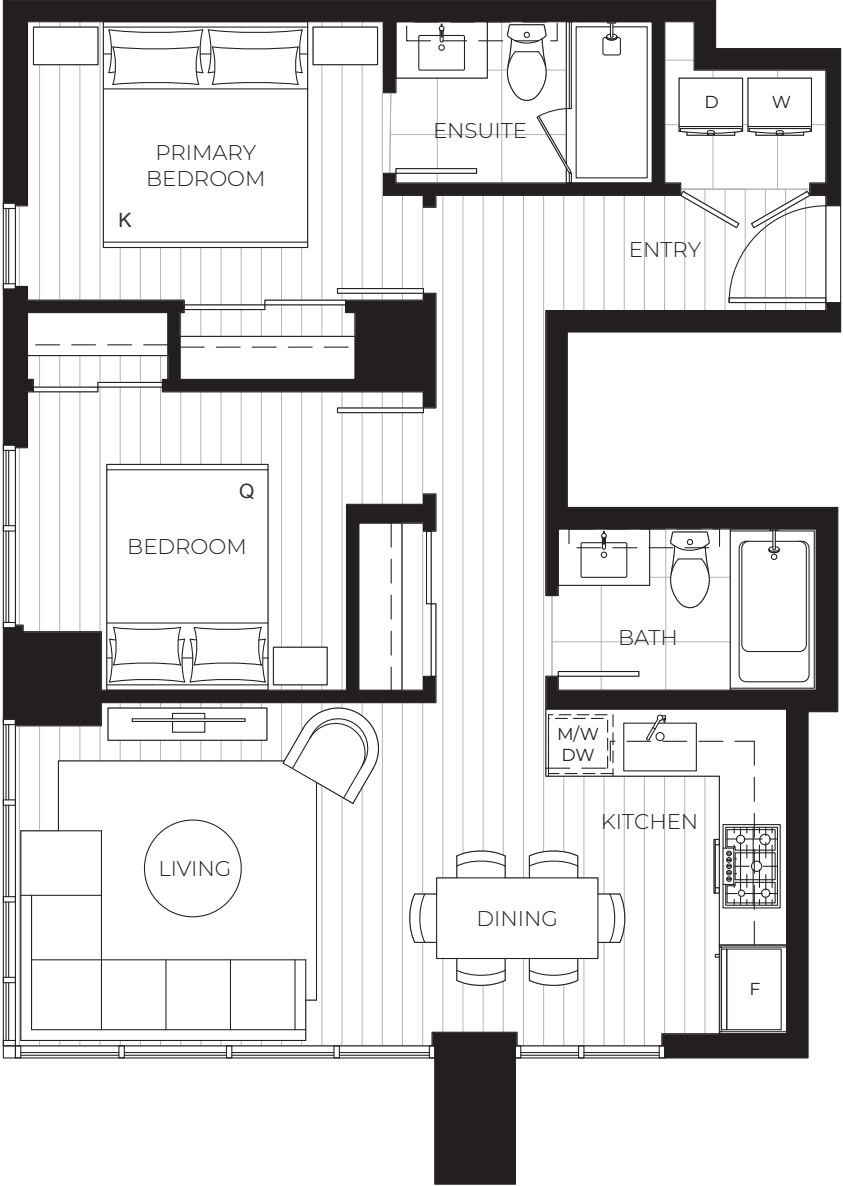 D
W
ENSUITE
PRIMARY
BEDROOM
K
ENTRY
Q
BEDROOM
BATH
M/W
DW
KITCHEN
LIVING
DINING
F